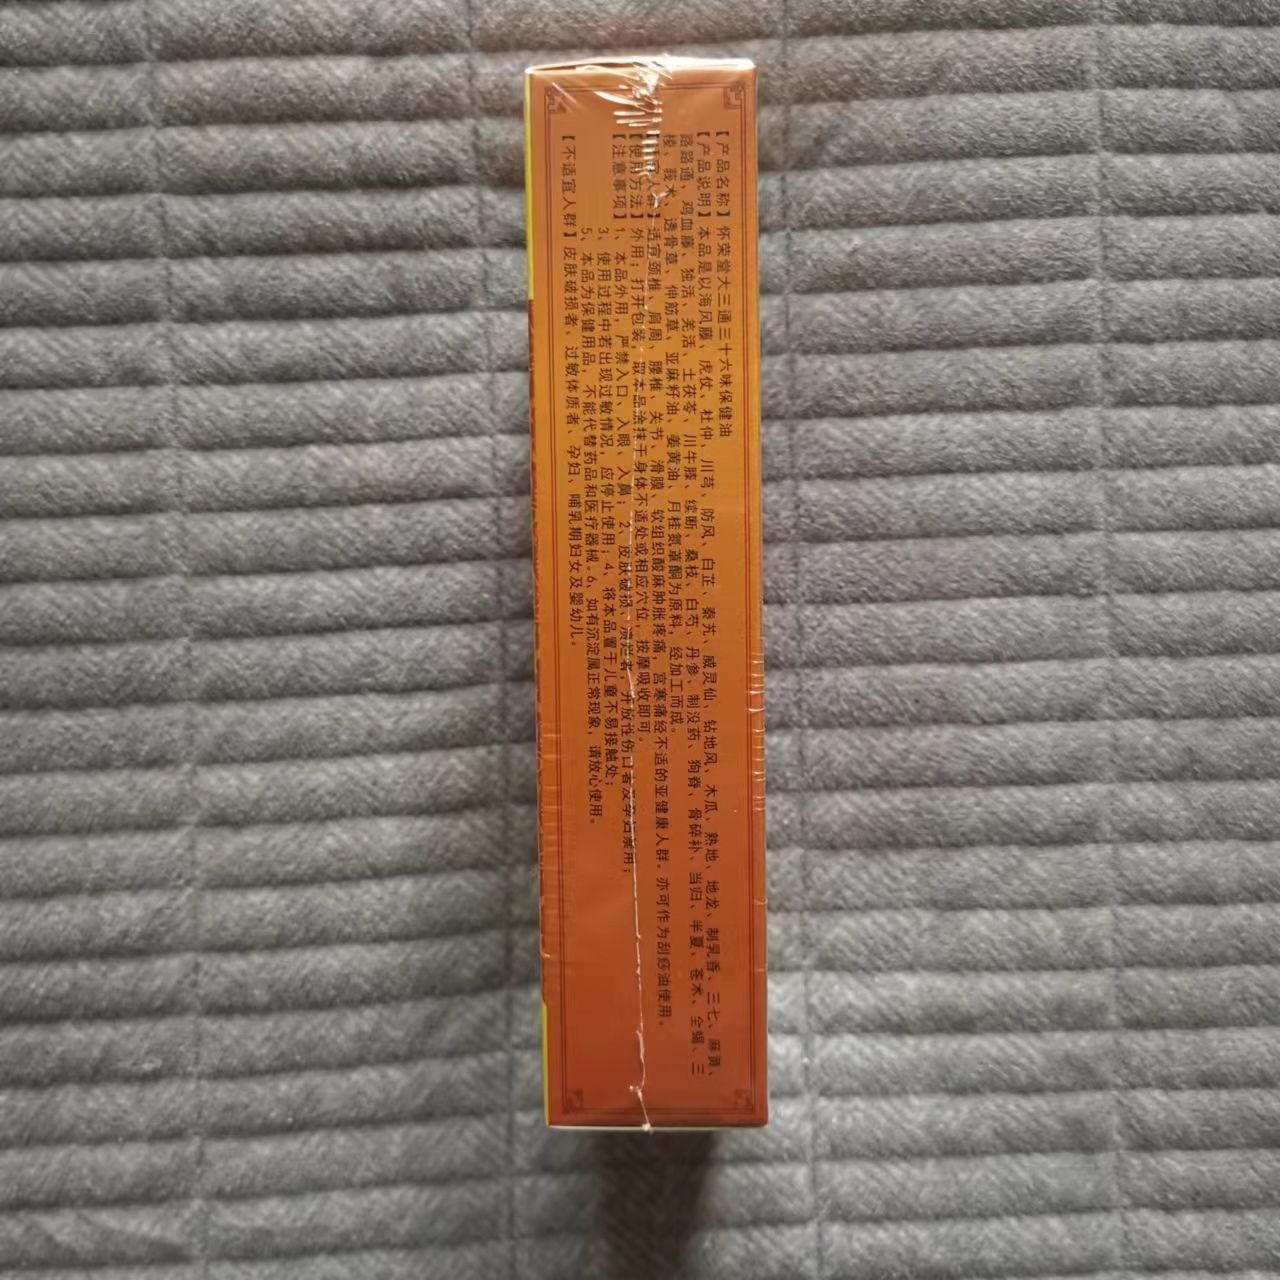 【产品名称】怀荣堂大三通三十六味保健油
【产品说明】本品是以海风藤、虎杖、杜仲、川芎、防风、白芷、秦艽、威灵仙、钻地风、木瓜、熟地、地龙、制乳香、三七、麻黄、
路路通、鸡血藤、独活、羌活、土茯苓、川牛膝、续断、桑枝、白芍、丹参、制没药、狗脊、骨碎补、当归、半夏、苍术、全蝎、三
棱、莪术、透骨草、伸筋草、亚麻籽油、姜黄油、月桂氮䓬酮为原料，经加工而成。
人群】适宜颈椎、肩周、腰椎、关节、滑膜、软组织酸麻肿胀疼痛，宫寒痛经不适的亚健康人群。亦可作为刮痧油使用。
【使用方法】外用；打开包装，取本品涂抹于身体不适处或相应穴位，按摩吸收即可。
【注意事项】1、本品外用，严禁入口、入眼、入鼻；2、皮肤破损、溃烂者，开放性伤口者及孕妇禁用；
3、使用过程中若出现过敏情况，应停止使用；4、将本品置于儿童不易接触处；
5、本品为保健用品，不能代替药品和医疗器械。6、如有沉淀属正常现象，请放心使用。
【不适宜人群】皮肤破损者、过敏体质者、孕妇、哺乳期妇女及婴幼儿。